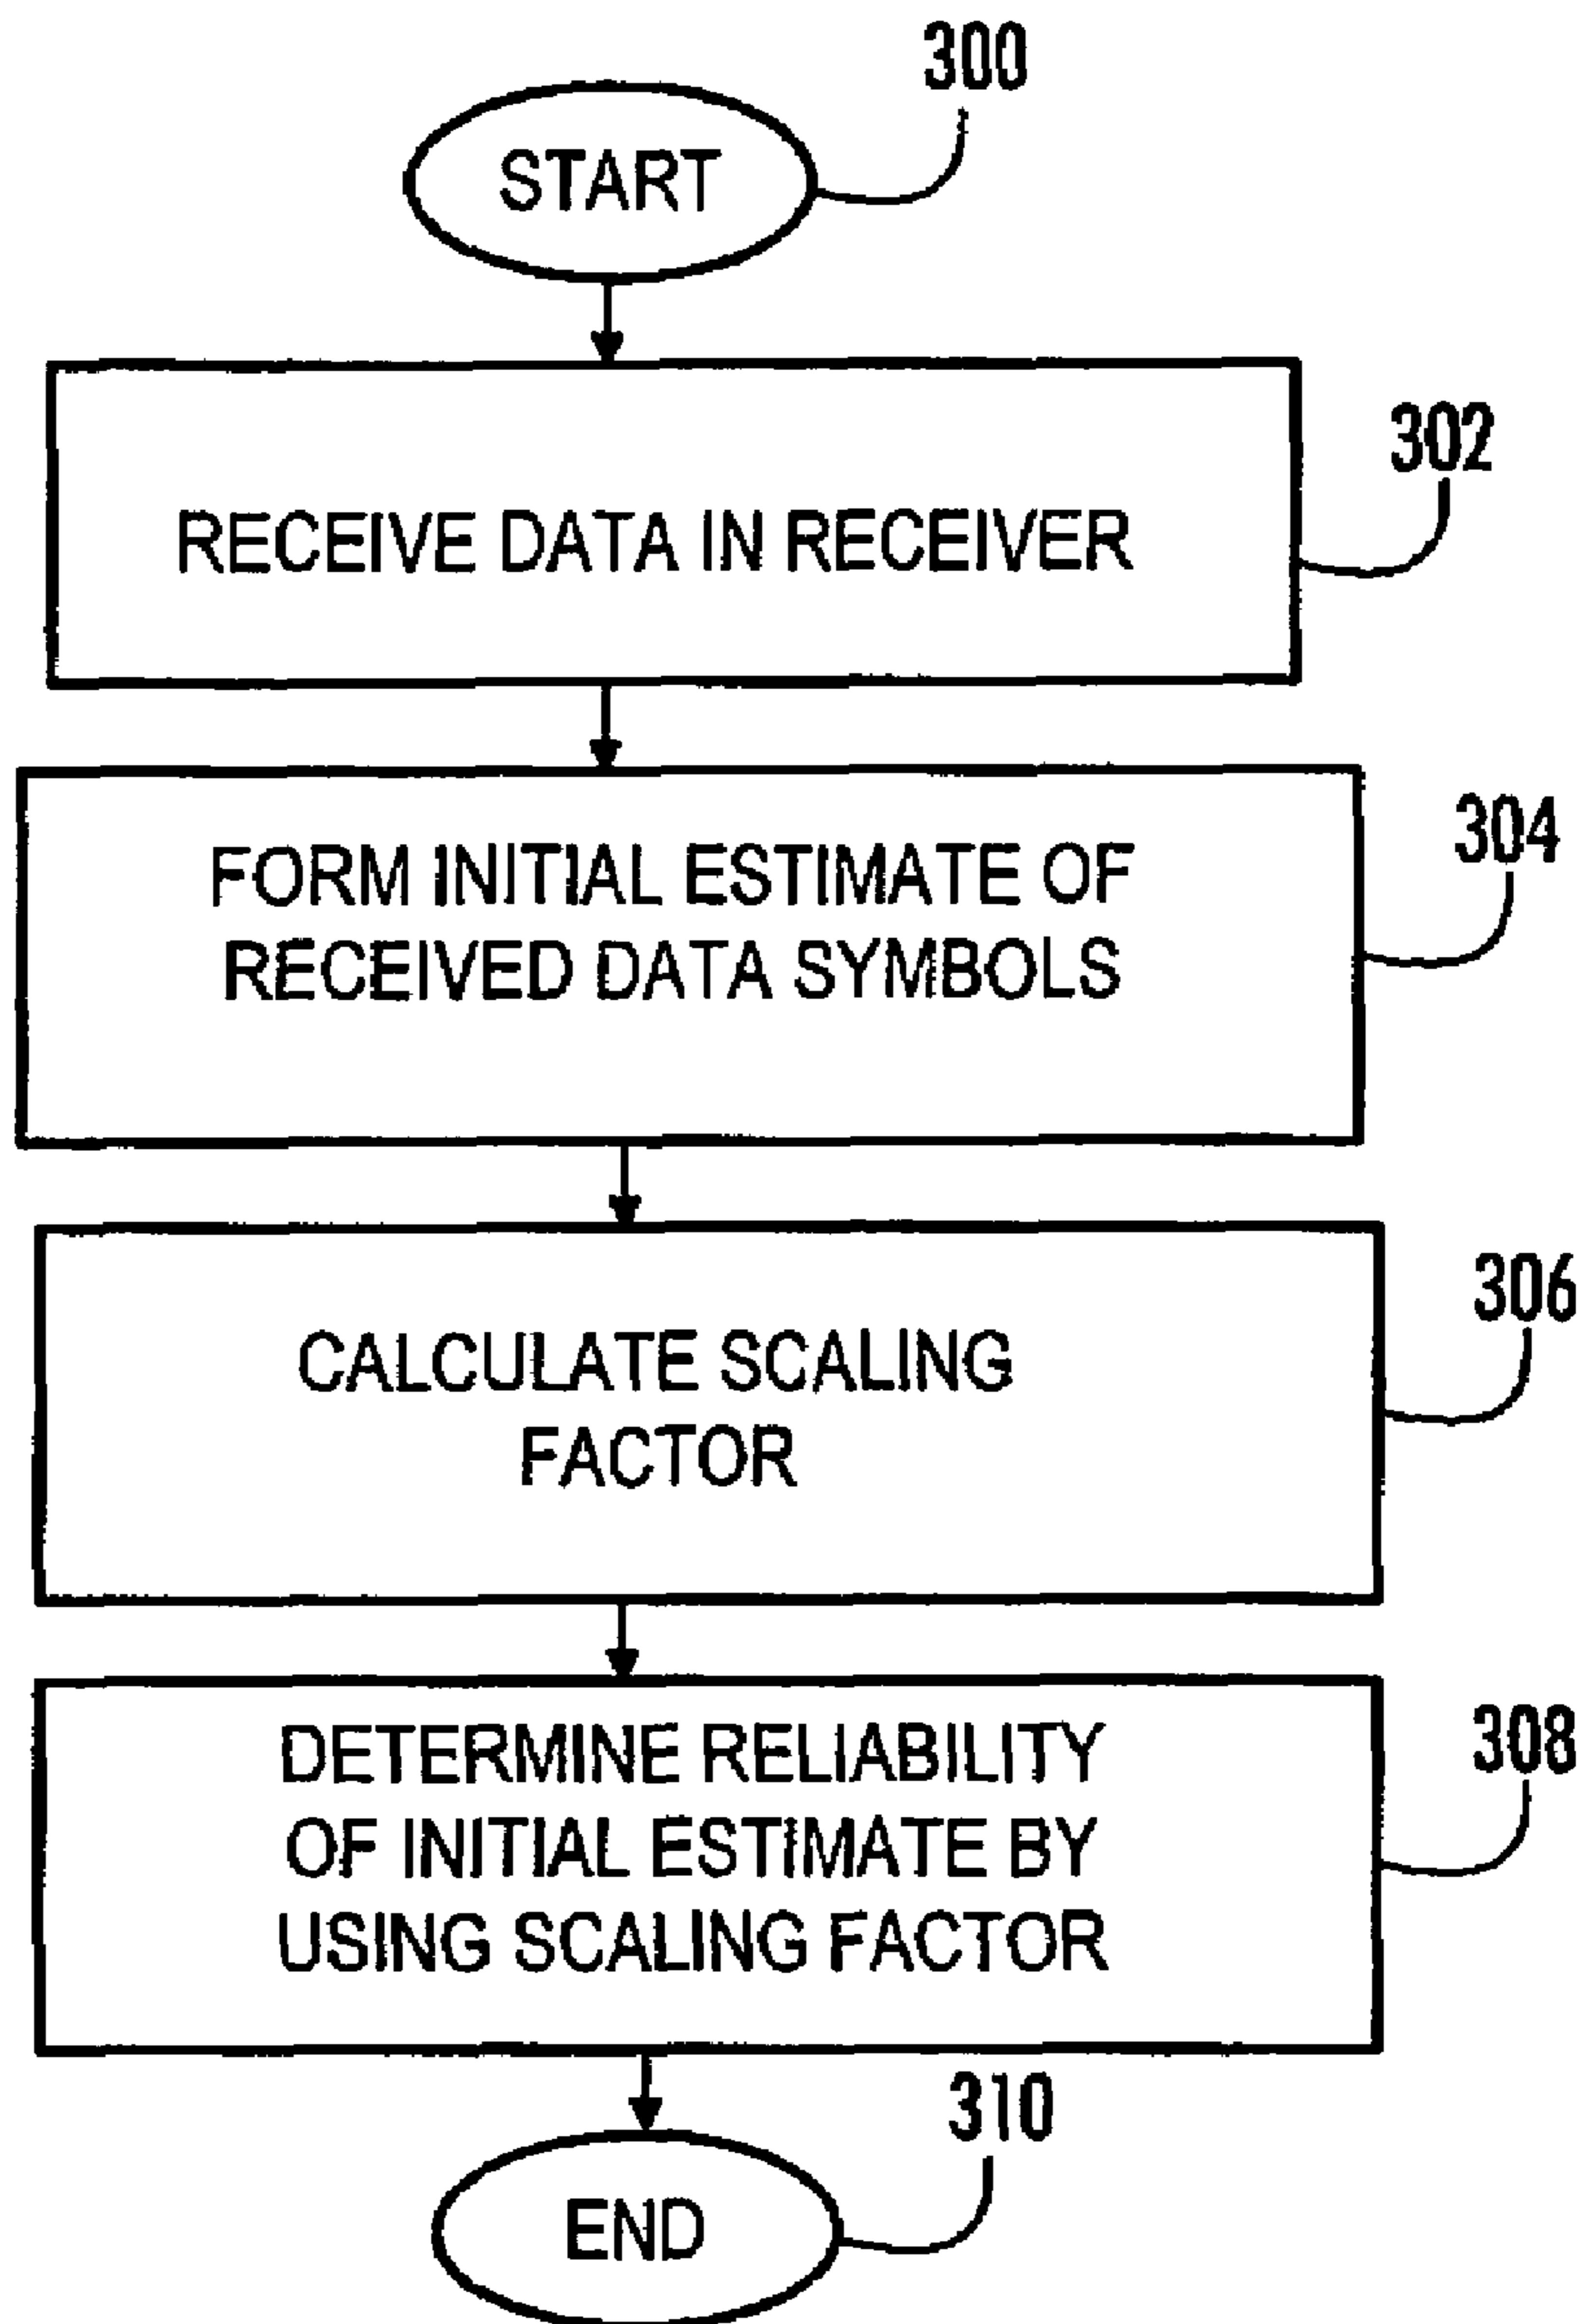 300
START
302
RECEIVE DATA IN RECEIVER
304
FORM INITIAL ESTIMATE OF
RECEIVED DATA SYMBOLS
306
CALCULATE SCALING
FACTOR
308
DETERMINE RELIABILITY
OF INITIAL ESTIMATE BY
USING SCALING FACTOR
310
END